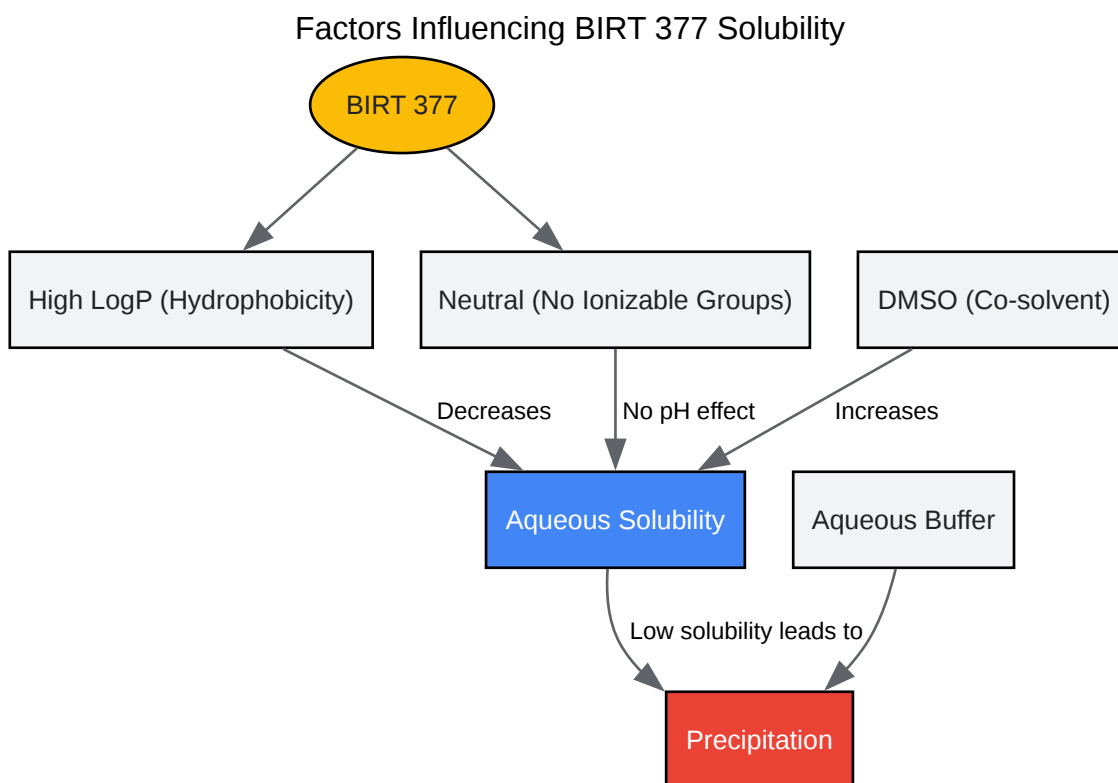 Factors Influencing BIRT 377 Solubility
BIRT 377
High LogP (Hydrophobicity)
Neutral (No Ionizable Groups)
DMSO (Co-solvent)
Decreases
No pH effect
Increases
Aqueous Solubility
Aqueous Buffer
Low solubility leads to
Precipitation